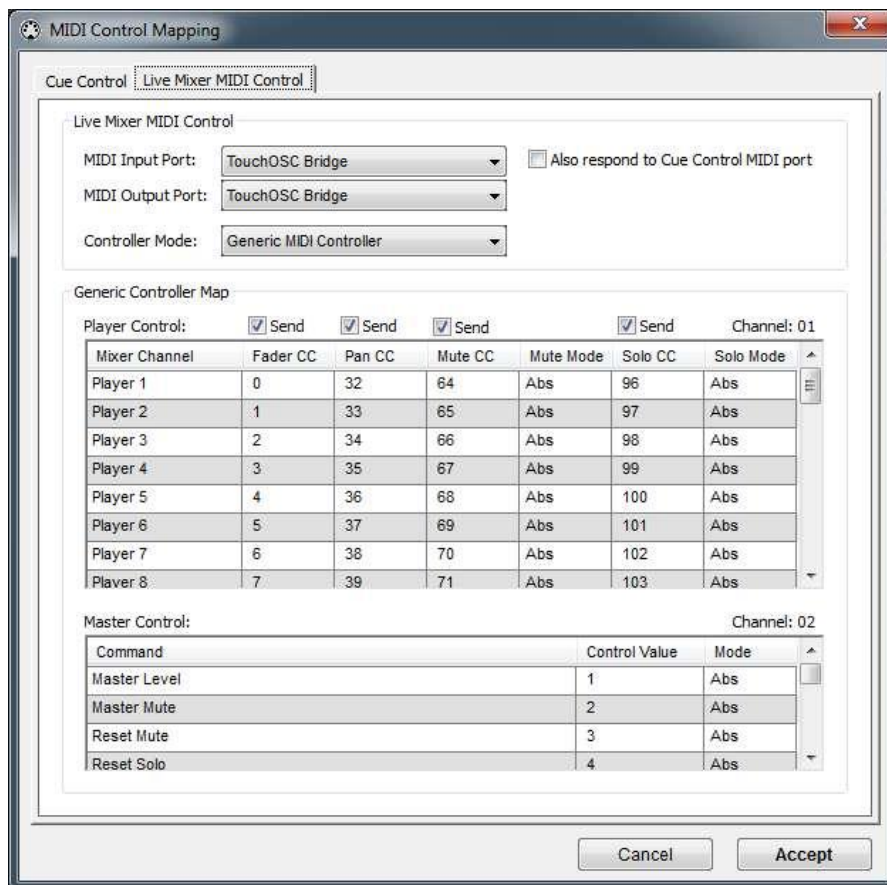 MIDI Control Mapping
Cue Control Live Mixer MIDI Control
Live Mixer MIDI Control
MIDI Input Port: TouchOSC Bridge Also respond to Cue Control MIDI port
MIDI Output Port: TouchOSC Bridge
Controller Mode: Generic MIDI Controller
Generic Controller Map
Player Control: Send Send Send Send Channel: 01
Mixer Channel Fader CC Pan CC Mute CC Mute Mode Solo CC Solo Mode
Player 1 0 32 64 Abs 96 Abs
Player 2 1 33 65 Abs 97 Abs
Player 3 2 34 66 Abs 98 Abs
Player 4 3 35 67 Abs 99 Abs
Player 5 4 36 68 Abs 100 Abs
Player 6 5 37 69 Abs 101 Abs
Player 7 6 38 70 Abs 102 Abs
Player 8 7 39 71 Abs 103 Abs
Master Control: Channel: 02
Command Control Value Mode
Master Level 1 Abs
Master Mute 2 Abs
Reset Mute 3 Abs
Reset Solo 4 Abs
Cancel Accept